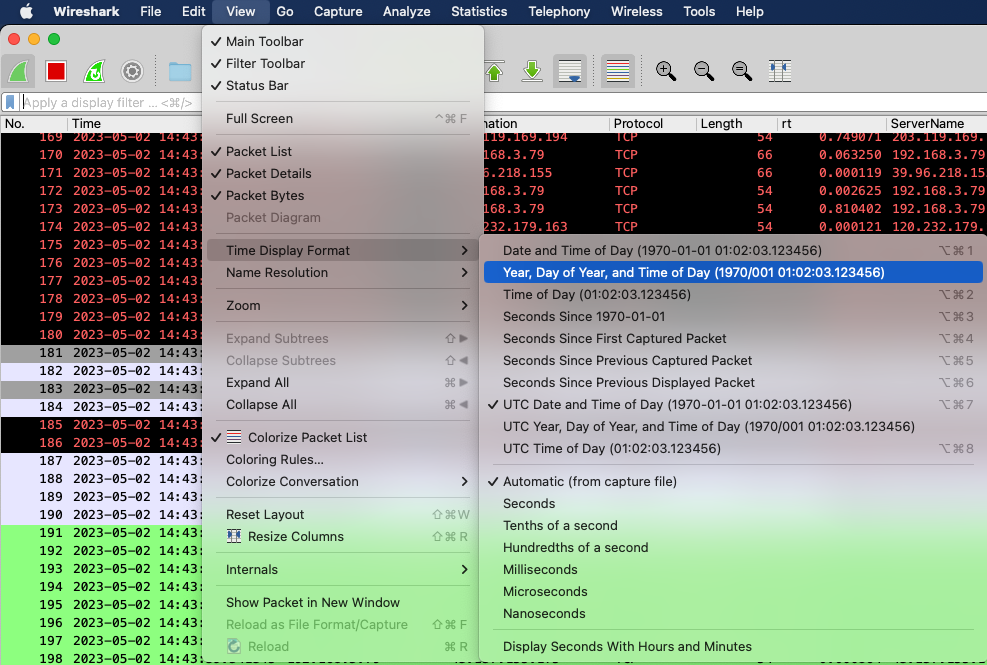 Wireshark File Edit View Go Capture Analyze Statistics Telephony Wireless Tools Help
Apply a display filter ... <⌘/>
No. Time nation Protocol Length rt ServerName
169 2023-05-02 14:43: 119.169.194 TCP 54 0.749071 203.119.169.
170 2023-05-02 14:43: 168.3.79 TCP 66 0.063250 192.168.3.79
171 2023-05-02 14:43: 6.218.155 TCP 66 0.000119 39.96.218.15
172 2023-05-02 14:43: 168.3.79 TCP 54 0.002625 192.168.3.79
173 2023-05-02 14:43: 168.3.79 TCP 54 0.810402 192.168.3.79
174 2023-05-02 14:43: 232.179.163 TCP 54 0.000121 120.232.179.
175 2023-05-02 14:43:
176 2023-05-02 14:43:
177 2023-05-02 14:43:
178 2023-05-02 14:43:
179 2023-05-02 14:43:
180 2023-05-02 14:43:
181 2023-05-02 14:43:
182 2023-05-02 14:43:
183 2023-05-02 14:43:
184 2023-05-02 14:43:
185 2023-05-02 14:43:
186 2023-05-02 14:43:
187 2023-05-02 14:43:
188 2023-05-02 14:43:
189 2023-05-02 14:43:
190 2023-05-02 14:43:
191 2023-05-02 14:43:
192 2023-05-02 14:43:
193 2023-05-02 14:43:
194 2023-05-02 14:43:
195 2023-05-02 14:43:
196 2023-05-02 14:43:
197 2023-05-02 14:43:
198 2023-05-02 14:43:
✓ Main Toolbar
✓ Filter Toolbar
✓ Status Bar
Full Screen ^⌘F
✓ Packet List
✓ Packet Details
✓ Packet Bytes
Packet Diagram
Time Display Format >
Name Resolution >
Zoom >
Expand Subtrees ⇧▶
Collapse Subtrees ⇧◀
Expand All ⌘▶
Collapse All ⌘◀
✓ Colorize Packet List
Coloring Rules...
Colorize Conversation >
Reset Layout ⇧⌘W
Resize Columns ⇧⌘R
Internals >
Show Packet in New Window
Reload as File Format/Capture ⇧⌘F
Reload ⌘R
Date and Time of Day (1970-01-01 01:02:03.123456) ⌥⌘1
Year, Day of Year, and Time of Day (1970/001 01:02:03.123456)
Time of Day (01:02:03.123456) ⌥⌘2
Seconds Since 1970-01-01 ⌥⌘3
Seconds Since First Captured Packet ⌥⌘4
Seconds Since Previous Captured Packet ⌥⌘5
Seconds Since Previous Displayed Packet ⌥⌘6
✓ UTC Date and Time of Day (1970-01-01 01:02:03.123456) ⌥⌘7
UTC Year, Day of Year, and Time of Day (1970/001 01:02:03.123456)
UTC Time of Day (01:02:03.123456) ⌥⌘8
✓ Automatic (from capture file)
Seconds
Tenths of a second
Hundredths of a second
Milliseconds
Microseconds
Nanoseconds
Display Seconds With Hours and Minutes